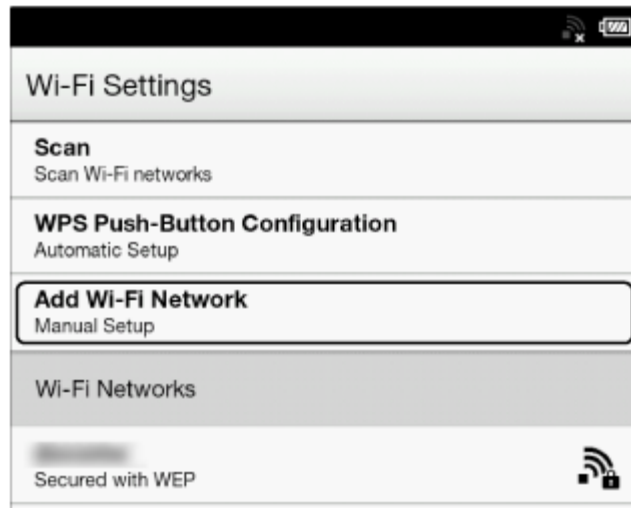 Wi-Fi Settings
Scan
Scan Wi-Fi networks
WPS Push-Button Configuration
Automatic Setup
Add Wi-Fi Network
Manual Setup
Wi-Fi Networks
Secured with WEP